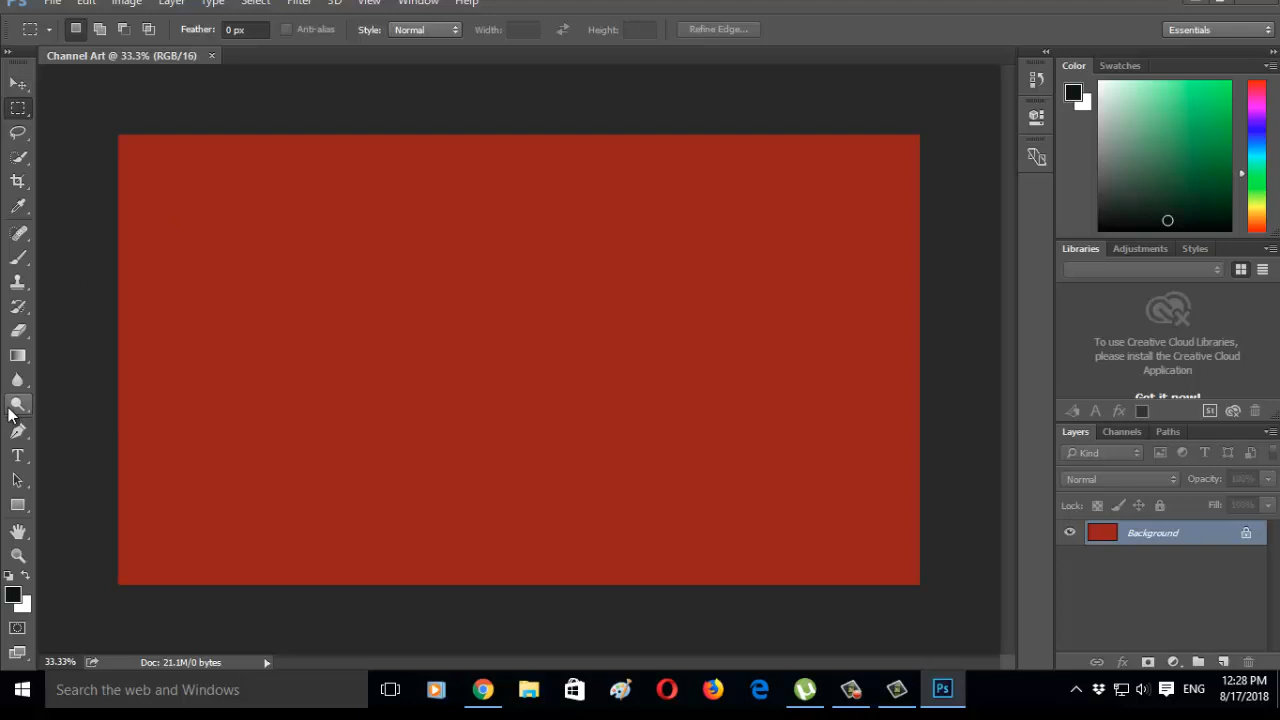 Ps File Edit Image Layer Type Select Filter 3D View Window Help
Feather: 0 px Anti-alias Style: Normal Width: Height: Refine Edge... Essentials
Channel Art @ 33.3% (RGB/16) ×
Color Swatches
Libraries Adjustments Styles
To use Creative Cloud Libraries,
please install the Creative Cloud
Application
Get it now!
St
Layers Channels Paths
Kind
Normal Opacity: 100%
Lock: Fill: 100%
Background
33.33% Doc: 21.1M/0 bytes
Search the web and Windows
Ps
ENG
12:28 PM
8/17/2018